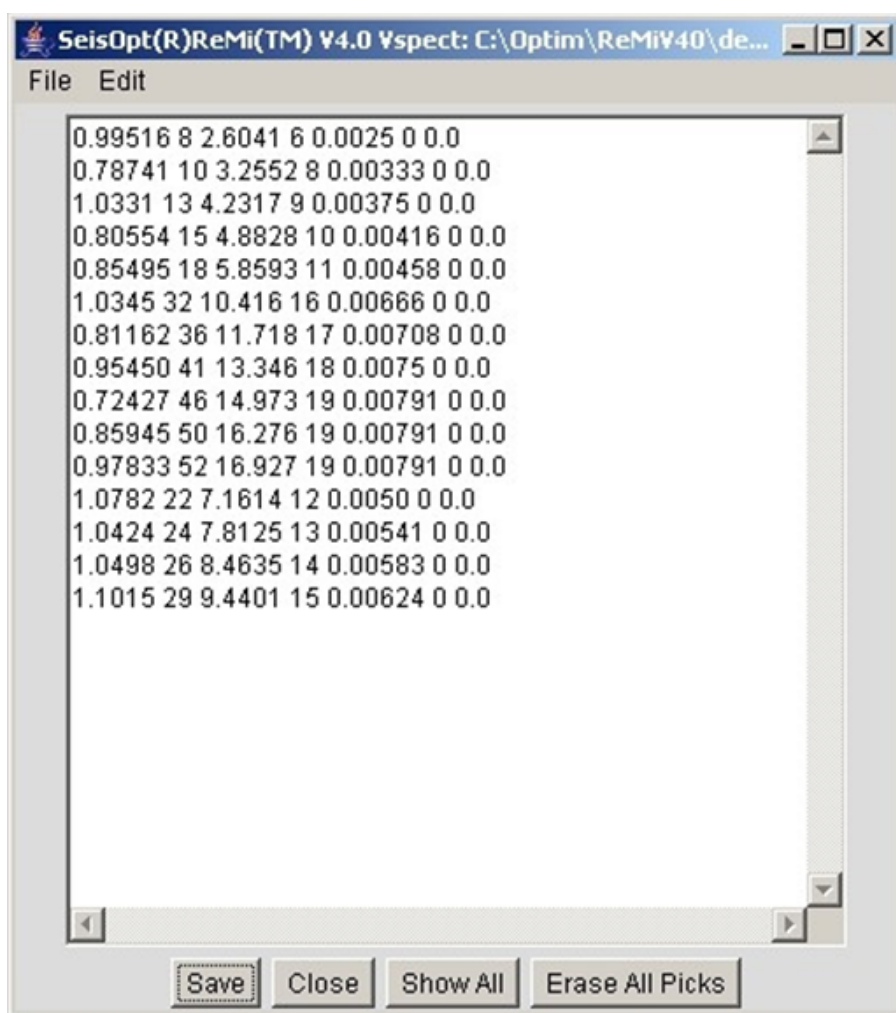 SeisOpt(R)ReMi(TM) V4.0 Vspect: C:\Optim\ReMiV40\de...
File Edit
0.99516 8 2.6041 6 0.0025 0 0.0
0.78741 10 3.2552 8 0.00333 0 0.0
1.0331 13 4.2317 9 0.00375 0 0.0
0.80554 15 4.8828 10 0.00416 0 0.0
0.85495 18 5.8593 11 0.00458 0 0.0
1.0345 32 10.416 16 0.00666 0 0.0
0.81162 36 11.718 17 0.00708 0 0.0
0.95450 41 13.346 18 0.0075 0 0.0
0.72427 46 14.973 19 0.00791 0 0.0
0.85945 50 16.276 19 0.00791 0 0.0
0.97833 52 16.927 19 0.00791 0 0.0
1.0782 22 7.1614 12 0.0050 0 0.0
1.0424 24 7.8125 13 0.00541 0 0.0
1.0498 26 8.4635 14 0.00583 0 0.0
1.1015 29 9.4401 15 0.00624 0 0.0
Save Close Show All Erase All Picks